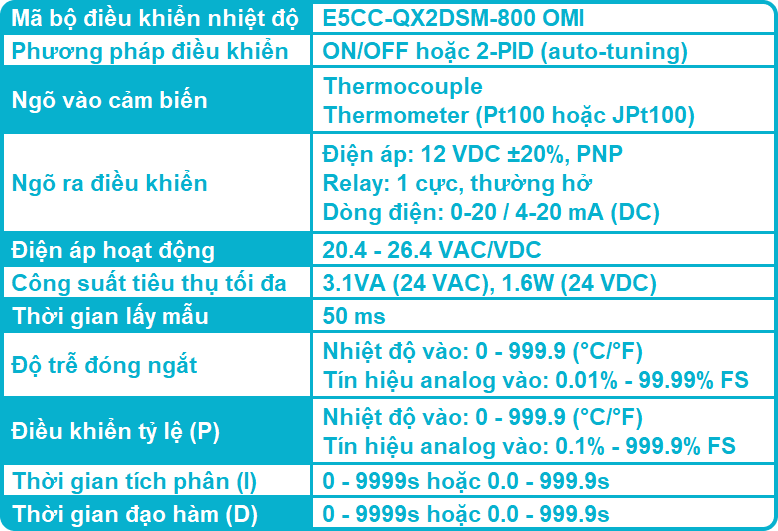 Mã bộ điều khiển nhiệt độ E5CC-QX2DSM-800 OMI
Phương pháp điều khiển ON/OFF hoặc 2-PID (auto-tuning)
Ngõ vào cảm biến
Thermocouple
Thermometer (Pt100 hoặc JPt100)
Ngõ ra điều khiển
Điện áp: 12 VDC ±20%, PNP
Relay: 1 cực, thường hở
Dòng điện: 0-20 / 4-20 mA (DC)
Điện áp hoạt động 20.4 - 26.4 VAC/VDC
Công suất tiêu thụ tối đa 3.1VA (24 VAC), 1.6W (24 VDC)
Thời gian lấy mẫu 50 ms
Độ trễ đóng ngắt
Nhiệt độ vào: 0 - 999.9 (°C/°F)
Tín hiệu analog vào: 0.01% - 99.99% FS
Điều khiển tỷ lệ (P)
Nhiệt độ vào: 0 - 999.9 (°C/°F)
Tín hiệu analog vào: 0.1% - 999.9% FS
Thời gian tích phân (I) 0 - 9999s hoặc 0.0 - 999.9s
Thời gian đạo hàm (D) 0 - 9999s hoặc 0.0 - 999.9s